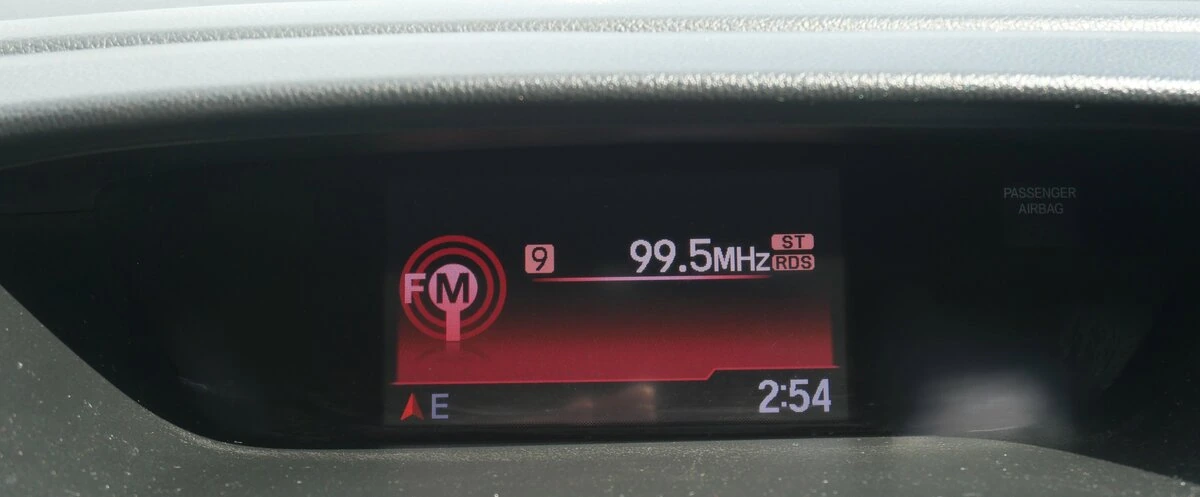 FM 9 99.5MHz ST
RDS
E 2:54
PASSENGER
AIRBAG